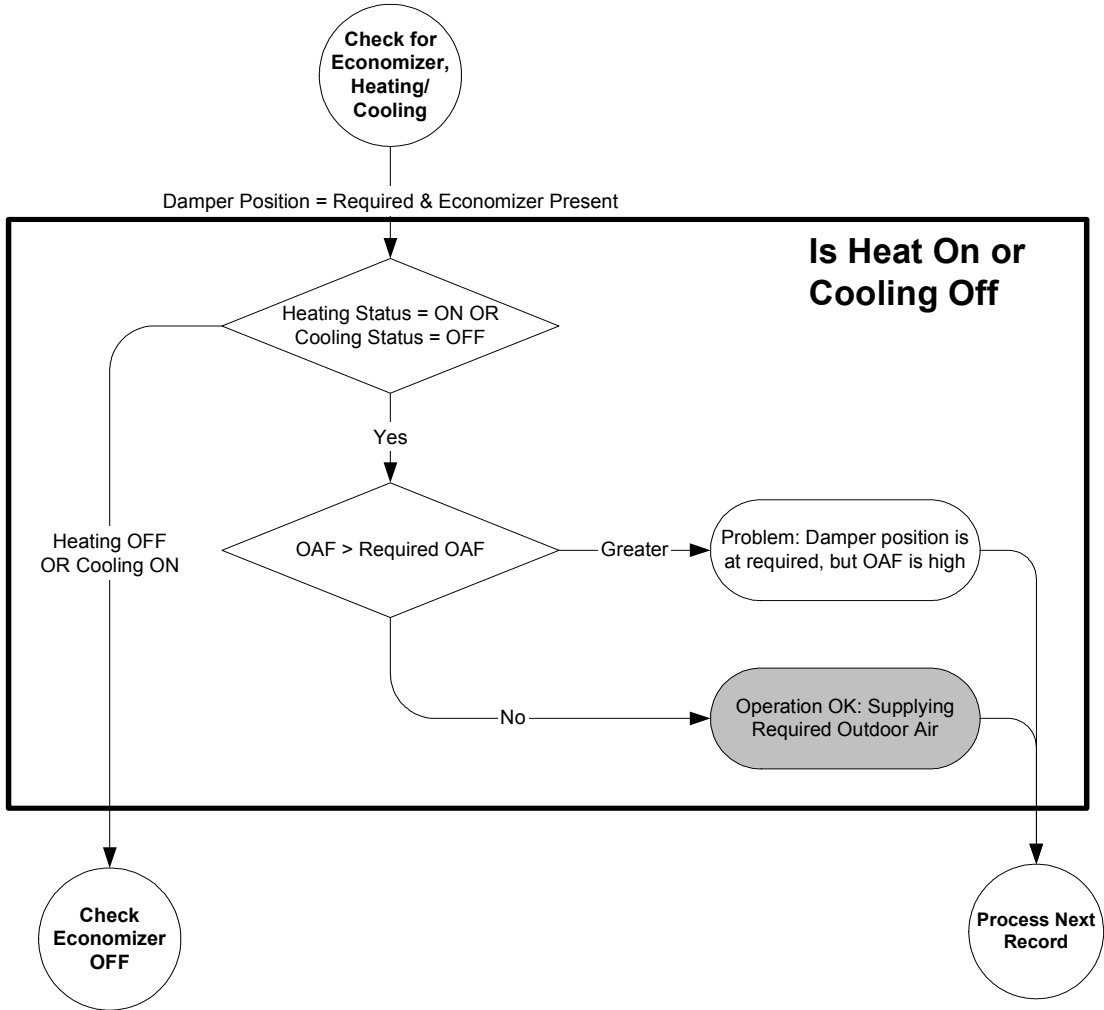 Check for
Economizer,
Heating/
Cooling
Damper Position = Required & Economizer Present
Is Heat On or
Cooling Off
Heating Status = ON OR
Cooling Status = OFF
Yes
Heating OFF
OR Cooling ON
OAF > Required OAF
Greater
Problem: Damper position is
at required, but OAF is high
No
Operation OK: Supplying
Required Outdoor Air
Check
Economizer
OFF
Process Next
Record